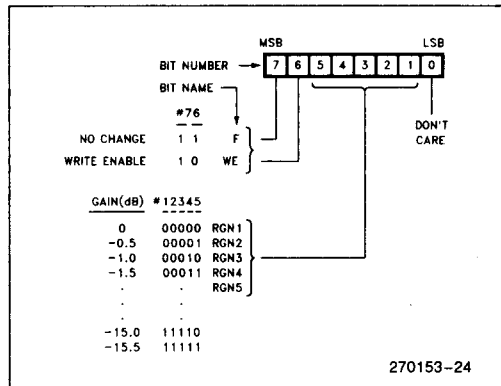 MSB LSB
BIT NUMBER 7 6 5 4 3 2 1 0
BIT NAME
#76
DON'T
CARE
NO CHANGE 1 1 F
WRITE ENABLE 1 0 WE
GAIN(dB) #12345
0 00000 RGN1
-0.5 00001 RGN2
-1.0 00010 RGN3
-1.5 00011 RGN4
. . RGN5
. .
. .
-15.0 11110
-15.5 11111
270153-24